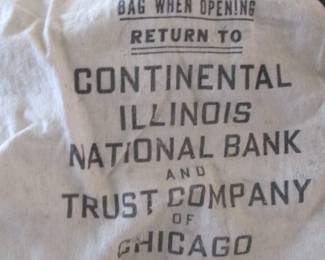 BAG WHEN OPENING
RETURN TO
CONTINENTAL
ILLINOIS
NATIONAL BANK
AND
TRUST COMPANY
OF
CHICAGO